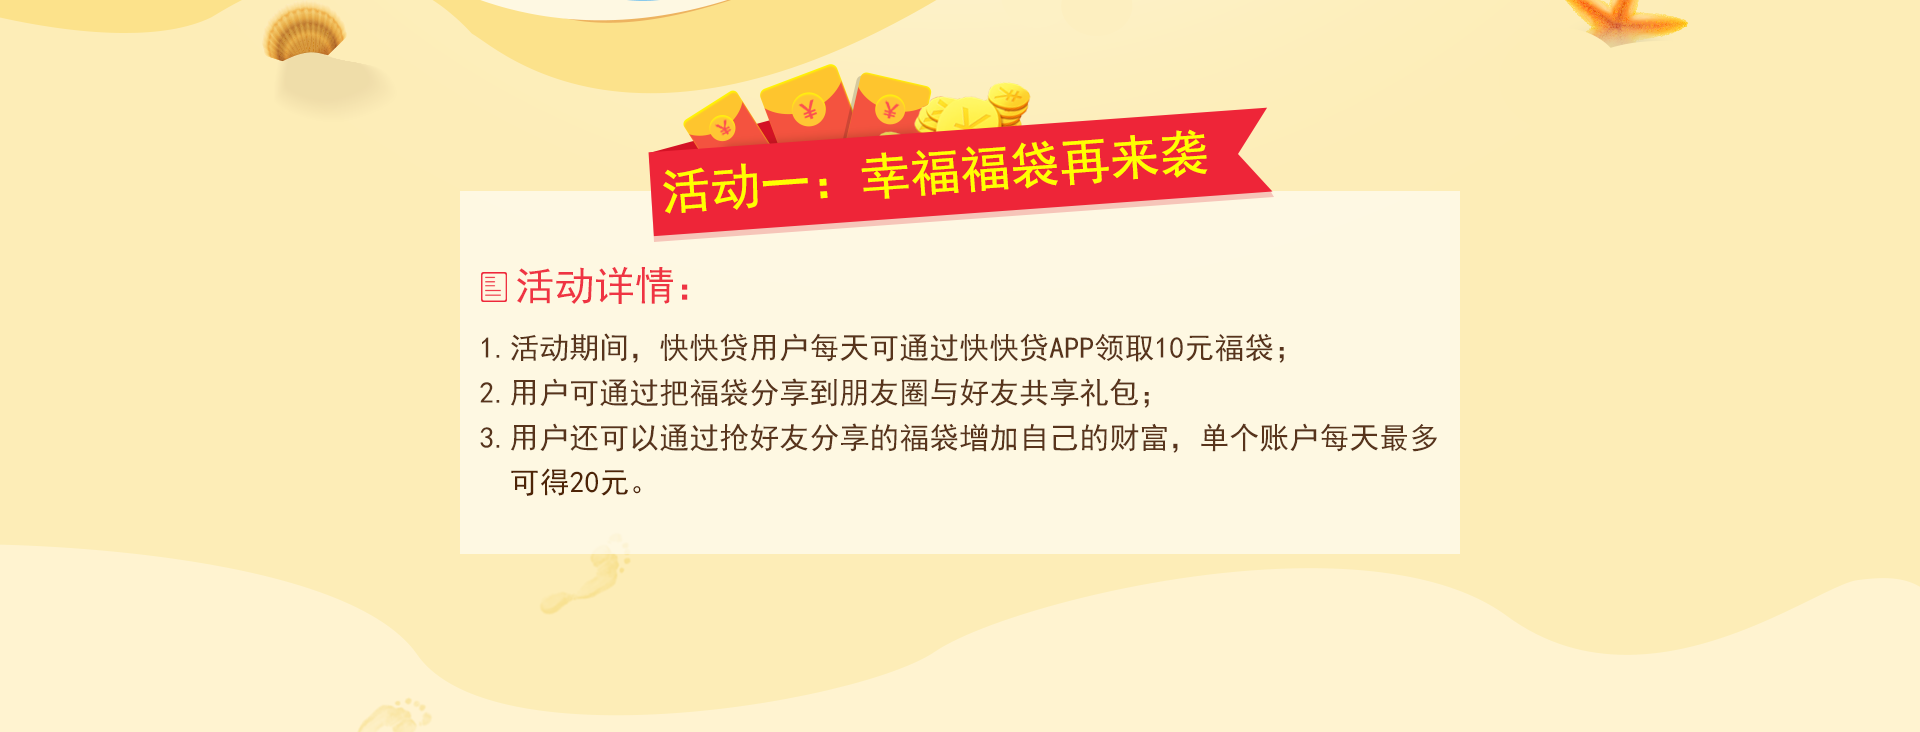 活动一：幸福福袋再来袭
活动详情：
1. 活动期间，快快贷用户每天可通过快快贷APP领取10元福袋；
2. 用户可通过把福袋分享到朋友圈与好友共享礼包；
3. 用户还可以通过抢好友分享的福袋增加自己的财富，单个账户每天最多
可得20元。